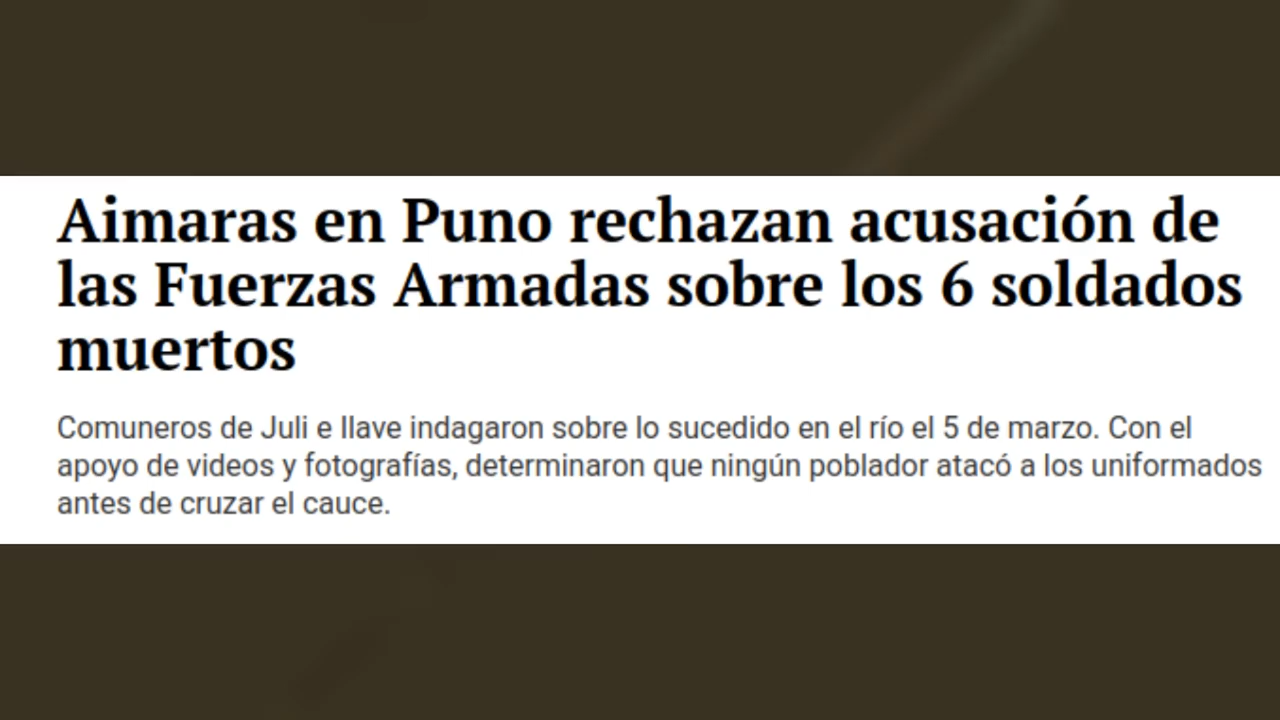 Aimaras en Puno rechazan acusación de
las Fuerzas Armadas sobre los 6 soldados
muertos
Comuneros de Juli e Ilave indagaron sobre lo sucedido en el río el 5 de marzo. Con el
apoyo de videos y fotografías, determinaron que ningún poblador atacó a los uniformados
antes de cruzar el cauce.